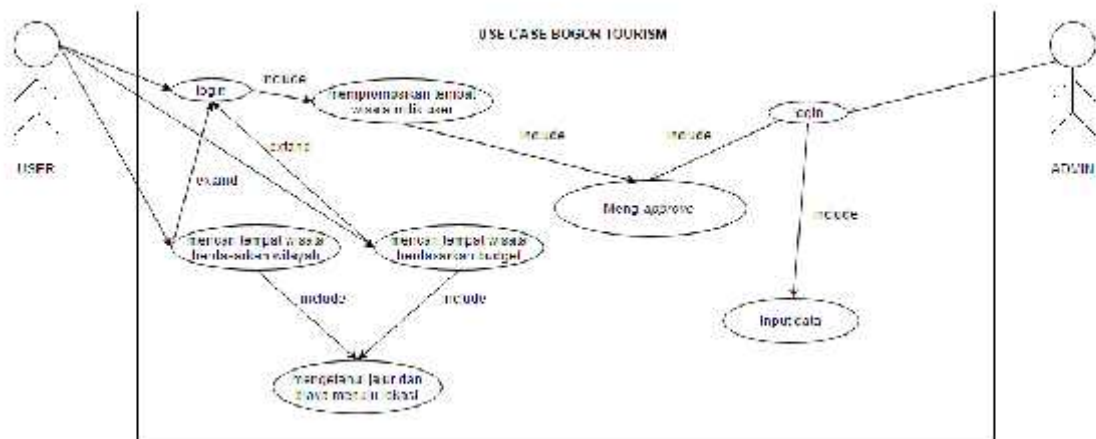 USE CASE BOGOR TOURISM
USER
ADMIN
login
include
mempromosikan tempat
wisata milik user
login
include
include
extand
extand
Meng-approve
include
mencari tempat wisata
berdasarkan wilayah
mencari tempat wisata
berdasarkan budget
include
include
Input data
mengetahui jalur dan
biaya menuju lokasi